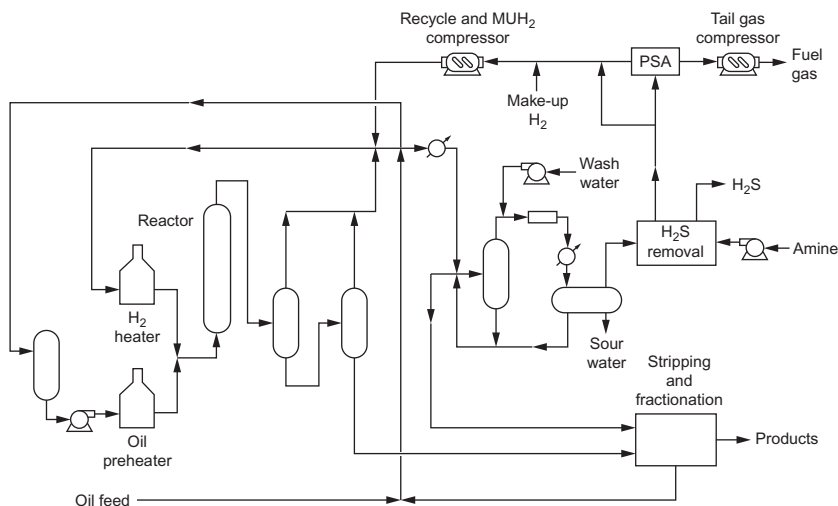 Recycle and MUH₂
compressor
Tail gas
compressor
Fuel
gas
PSA
Make-up
H₂
Wash
water
H₂S
Reactor
H₂S
removal
Amine
H₂
heater
Sour
water
Stripping
and
fractionation
Oil
preheater
Products
Oil feed